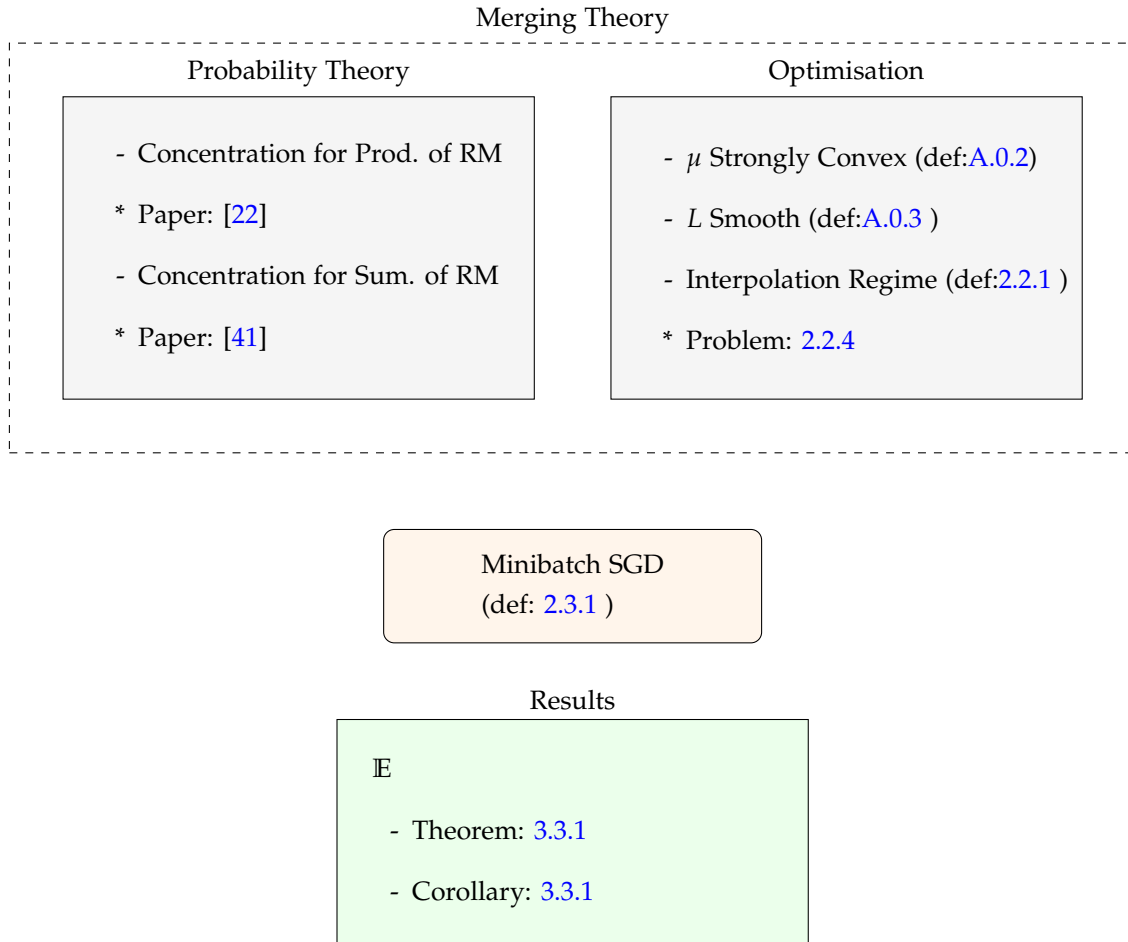 Merging Theory
Probability Theory
- Concentration for Prod. of RM
* Paper: [22]
- Concentration for Sum. of RM
* Paper: [41]
Optimisation
- μ Strongly Convex (def:A.0.2)
- L Smooth (def:A.0.3 )
- Interpolation Regime (def:2.2.1 )
* Problem: 2.2.4
Minibatch SGD
(def: 2.3.1 )
Results
𝔼
- Theorem: 3.3.1
- Corollary: 3.3.1